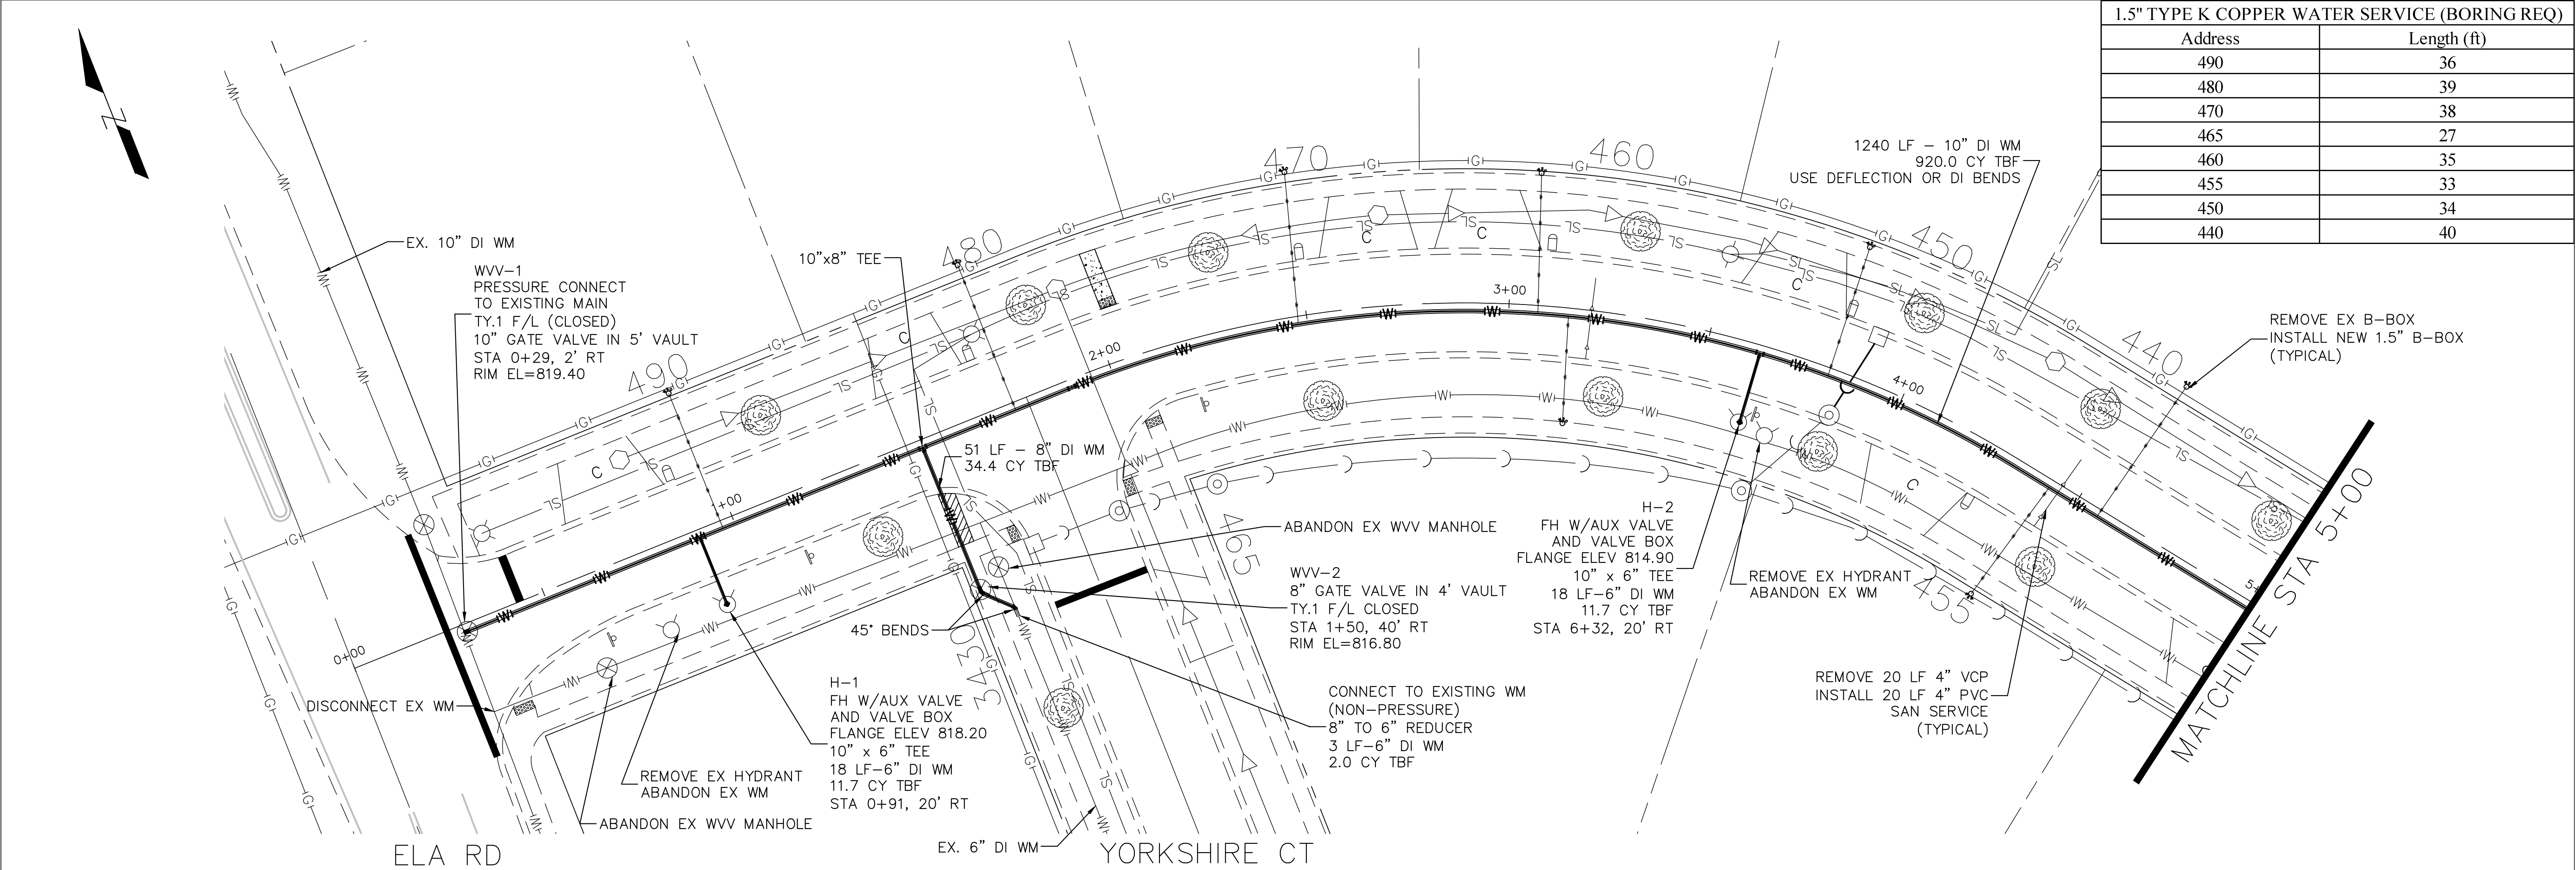 1.5" TYPE K COPPER WATER SERVICE (BORING REQ)
Address Length (ft)
490 36
480 39
470 38
465 27
460 35
455 33
450 34
440 40
N
EX. 10" DI WM
WVV-1
PRESSURE CONNECT
TO EXISTING MAIN
TY.1 F/L (CLOSED)
10" GATE VALVE IN 5' VAULT
STA 0+29, 2' RT
RIM EL=819.40
10"x8" TEE
490
480
470
460
450
440
1240 LF - 10" DI WM
920.0 CY TBF
USE DEFLECTION OR DI BENDS
REMOVE EX B-BOX
INSTALL NEW 1.5" B-BOX
(TYPICAL)
0+00
+00
2+00
3+00
4+00
5+
51 LF - 8" DI WM
34.4 CY TBF
ABANDON EX WVV MANHOLE
WVV-2
8" GATE VALVE IN 4' VAULT
TY.1 F/L CLOSED
STA 1+50, 40' RT
RIM EL=816.80
45° BENDS
465
3430
455
H-2
FH W/AUX VALVE
AND VALVE BOX
FLANGE ELEV 814.90
10" x 6" TEE
18 LF-6" DI WM
11.7 CY TBF
STA 6+32, 20' RT
REMOVE EX HYDRANT
ABANDON EX WM
REMOVE 20 LF 4" VCP
INSTALL 20 LF 4" PVC
SAN SERVICE
(TYPICAL)
MATCHLINE STA 5+00
DISCONNECT EX WM
H-1
FH W/AUX VALVE
AND VALVE BOX
FLANGE ELEV 818.20
10" x 6" TEE
18 LF-6" DI WM
11.7 CY TBF
STA 0+91, 20' RT
CONNECT TO EXISTING WM
(NON-PRESSURE)
8" TO 6" REDUCER
3 LF-6" DI WM
2.0 CY TBF
REMOVE EX HYDRANT
ABANDON EX WM
ABANDON EX WVV MANHOLE
EX. 6" DI WM
ELA RD
YORKSHIRE CT